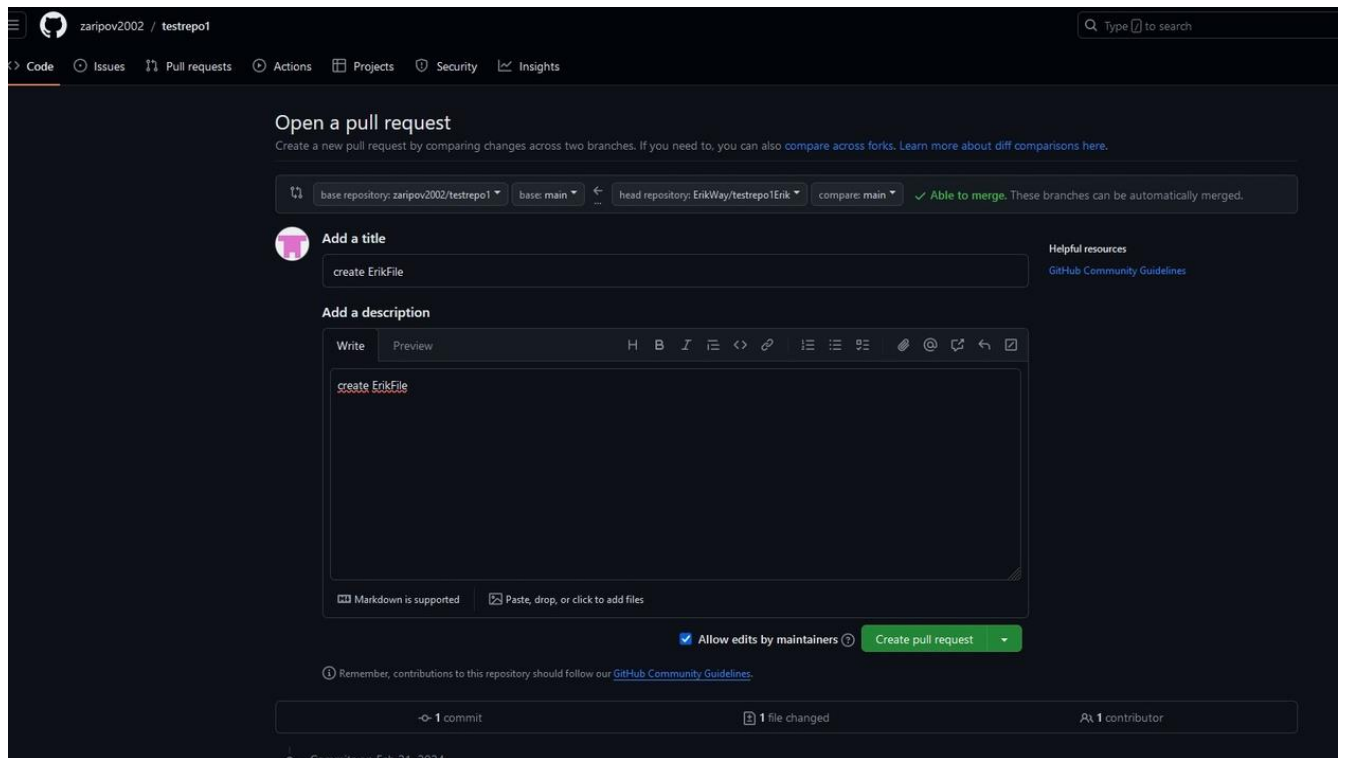 zaripov2002 / testrepo1
Type / to search
Code Issues Pull requests Actions Projects Security Insights
Open a pull request
Create a new pull request by comparing changes across two branches. If you need to, you can also compare across forks. Learn more about diff comparisons here.
base repository: zaripov2002/testrepo1 base: main ... head repository: ErikWay/testrepo1Erik compare: main Able to merge. These branches can be automatically merged.
Add a title
Helpful resources
create ErikFile
GitHub Community Guidelines
Add a description
Write Preview H B I
create ErikFile
Markdown is supported Paste, drop, or click to add files
Allow edits by maintainers Create pull request
Remember, contributions to this repository should follow our GitHub Community Guidelines.
1 commit 1 file changed 1 contributor
Commits on Feb 21, 2024